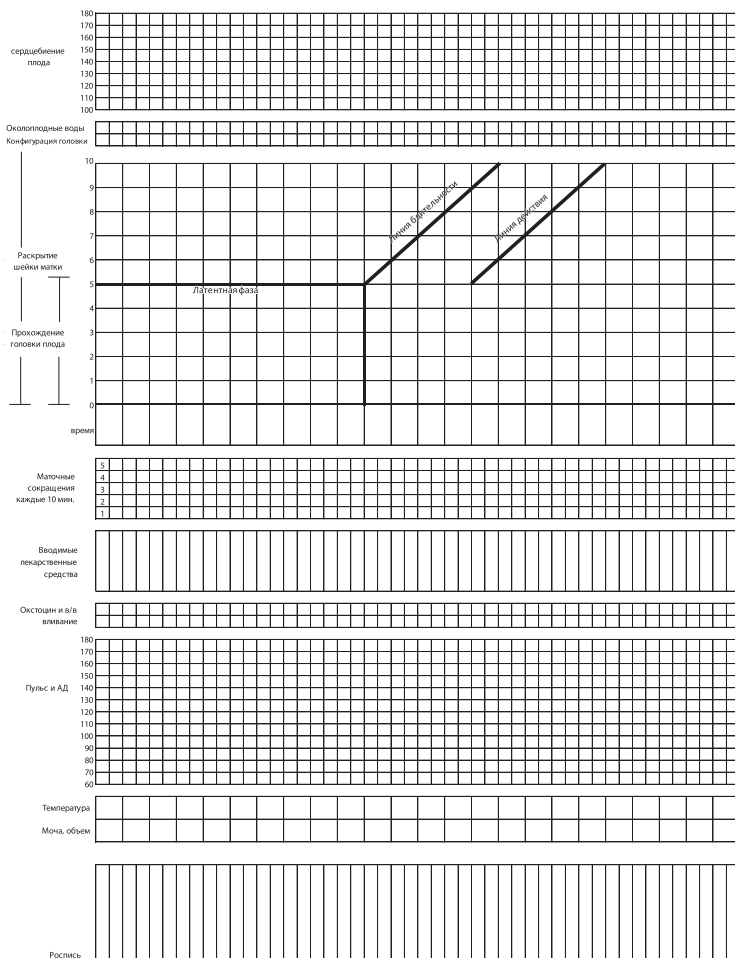 180
170
160
150
140
130
120
110
100
сердцебиение
плода
Околоплодные воды
Конфигурация головки
10
9
8
7
6
5
4
3
2
1
0
Линия бдительности
Линия действия
Латентная фаза
Раскрытие
шейки матки
Прохождение
головки плода
время
Маточные
сокращения
каждые 10 мин.
5
4
3
2
1
Вводимые
лекарственные
средства
Окстоцин и в/в
вливание
180
170
160
150
140
130
120
110
100
90
80
70
60
Пульс и АД
Температура
Моча, объем
Роспись